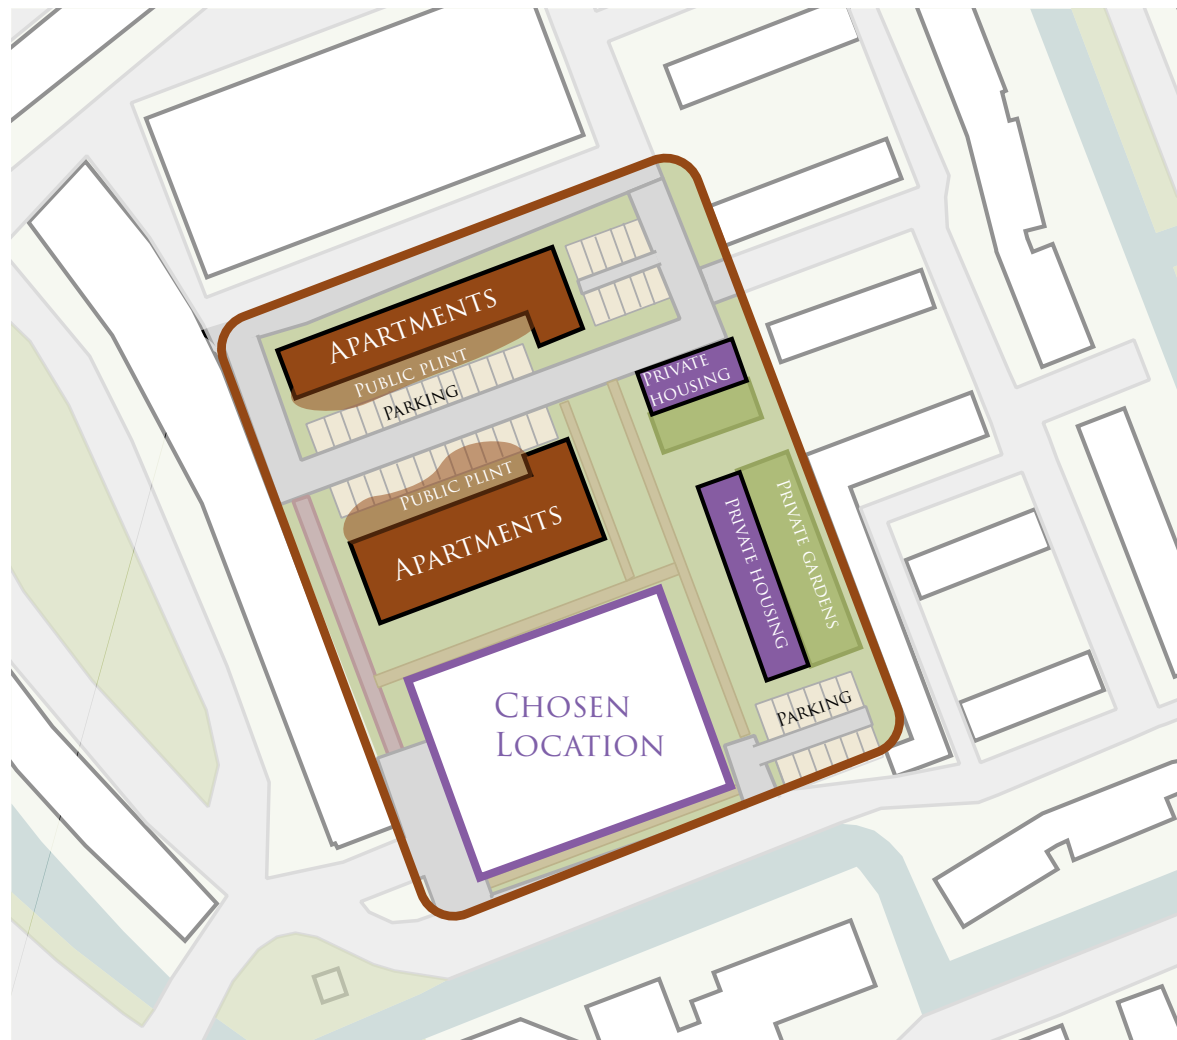 APARTMENTS
PUBLIC PLINT
PARKING
PRIVATE
HOUSING
PUBLIC PLINT
APARTMENTS
PRIVATE HOUSING
PRIVATE GARDENS
CHOSEN
LOCATION
PARKING